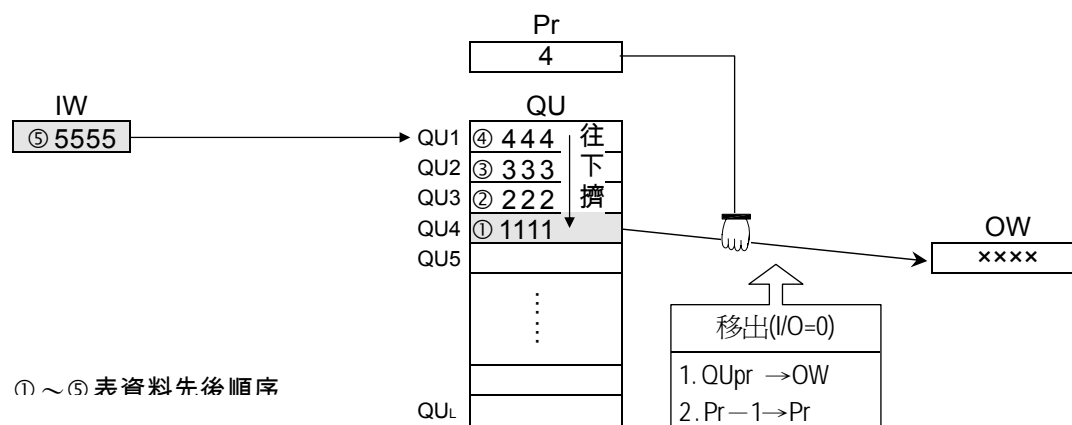 Pr
4
IW
⑤ 5555
QU
QU1 ④ 444
QU2 ③ 333
QU3 ② 222
QU4 ① 1111
QU5
往下擠
OW
××××
移出(I/O=0)
1. QUpr →OW
2. Pr－1→Pr
①～⑤ 表資料先後順序
QUL